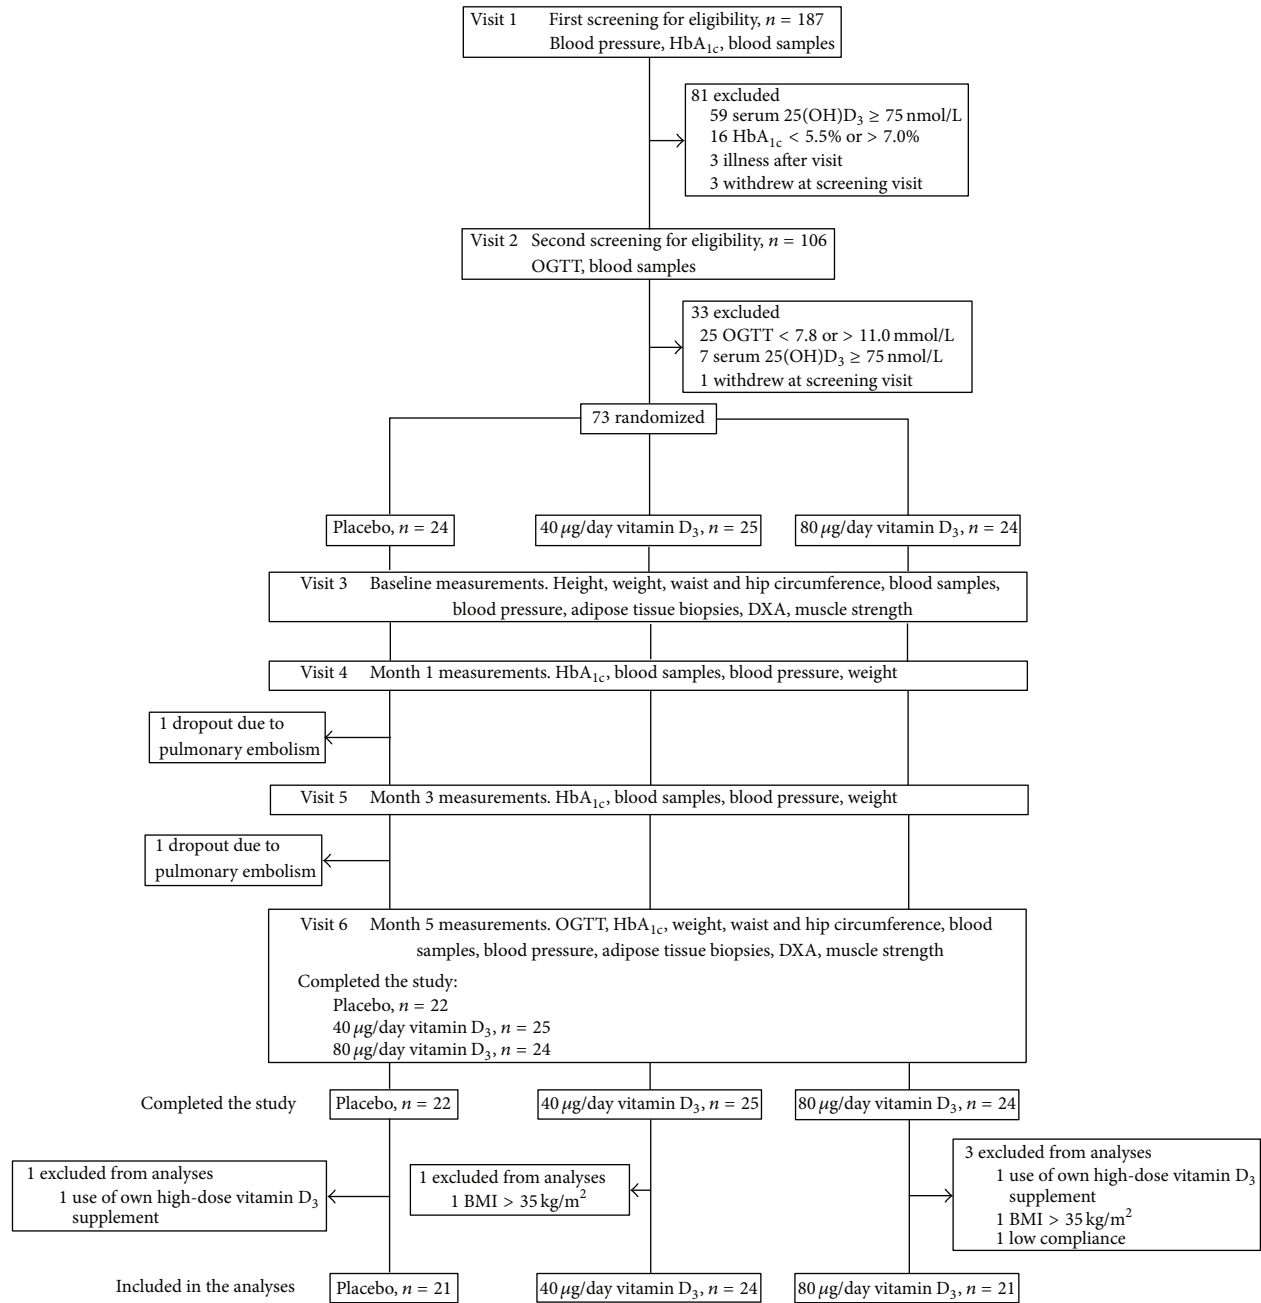 Visit 1 First screening for eligibility, n = 187
Blood pressure, HbA1c, blood samples
81 excluded
59 serum 25(OH)D3 ≥ 75 nmol/L
16 HbA1c < 5.5% or > 7.0%
3 illness after visit
3 withdrew at screening visit
Visit 2 Second screening for eligibility, n = 106
OGTT, blood samples
33 excluded
25 OGTT < 7.8 or > 11.0 mmol/L
7 serum 25(OH)D3 ≥ 75 nmol/L
1 withdrew at screening visit
73 randomized
Placebo, n = 24
40 μg/day vitamin D3, n = 25
80 μg/day vitamin D3, n = 24
Visit 3 Baseline measurements. Height, weight, waist and hip circumference, blood samples,
blood pressure, adipose tissue biopsies, DXA, muscle strength
Visit 4 Month 1 measurements. HbA1c, blood samples, blood pressure, weight
1 dropout due to
pulmonary embolism
Visit 5 Month 3 measurements. HbA1c, blood samples, blood pressure, weight
1 dropout due to
pulmonary embolism
Visit 6 Month 5 measurements. OGTT, HbA1c, weight, waist and hip circumference, blood
samples, blood pressure, adipose tissue biopsies, DXA, muscle strength
Completed the study:
Placebo, n = 22
40 μg/day vitamin D3, n = 25
80 μg/day vitamin D3, n = 24
Completed the study
Placebo, n = 22
40 μg/day vitamin D3, n = 25
80 μg/day vitamin D3, n = 24
1 excluded from analyses
1 use of own high-dose vitamin D3
supplement
1 excluded from analyses
1 BMI > 35 kg/m²
3 excluded from analyses
1 use of own high-dose vitamin D3
supplement
1 BMI > 35 kg/m²
1 low compliance
Included in the analyses
Placebo, n = 21
40 μg/day vitamin D3, n = 24
80 μg/day vitamin D3, n = 21